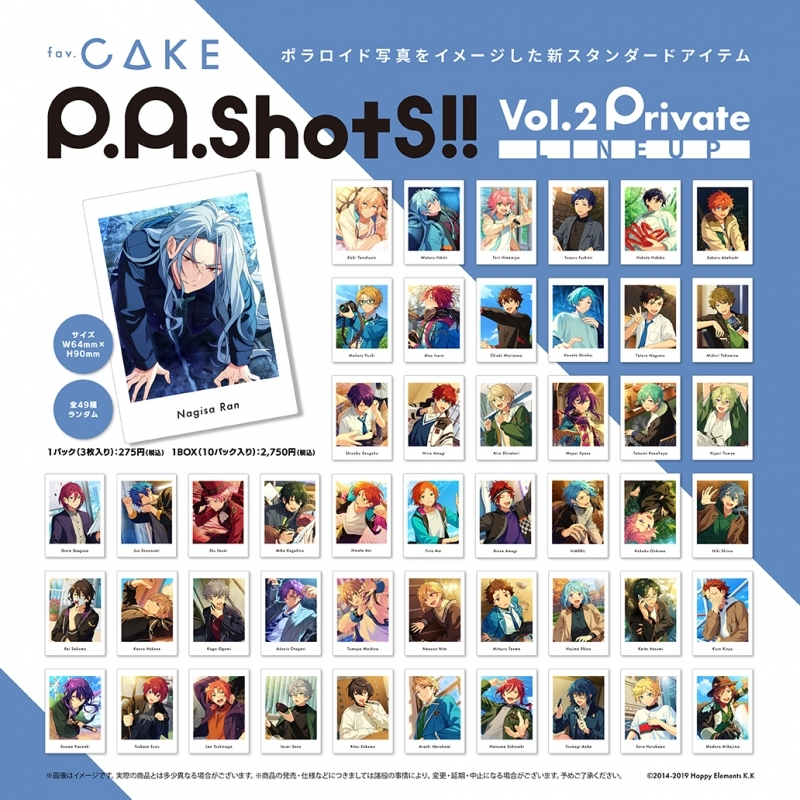 fav.CAKE
ポラロイド写真をイメージした新スタンダードアイテム
P.A.ShotS!!
Vol.2 Private
LINEUP
サイズ
W64mm×
H90mm
全49種
ランダム
Nagisa Ran
1パック(3枚入り):275円(税込) 1BOX(10パック入り):2,750円(税込)
Eichi Tenshouin Wataru Hibiki Tori Himemiya Yuzuru Fushimi Hokuto Hidaka Subaru Akehoshi
Makoto Yuuki Mao Isara Chiaki Morisawa Kanata Shinkai Tetora Nagumo Midori Takamine
Shinobu Sengoku Hiiro Amagi Aira Shiratori Mayoi Ayase Tatsumi Kazehaya Hiyori Tomoe
Ibara Saegusa Jun Sazanami Shu Itsuki Mika Kagehira Hinata Aoi Yuta Aoi Rinne Amagi HiMERU Kohaku Oukawa Niki Shiina
Rei Sakuma Kaoru Hakaze Koga Oogami Adonis Otogari Tomoya Mashiro Nazuna Nito Mitsuru Tenma Hajime Shino Keito Hasumi Kuro Kiryu
Souma Kanzaki Tsukasa Suou Leo Tsukinaga Izumi Sena Ritsu Sakuma Arashi Narukami Natsume Sakasaki Tsumugi Aoba Sora Harukawa Madara Mikejima
※画像はイメージです。実際の商品とは多少異なる場合がございます。※商品の発売・仕様などにつきましては諸般の事情により、変更・延期・中止になる場合がございます。予めご了承ください。
©2014-2019 Happy Elements K.K